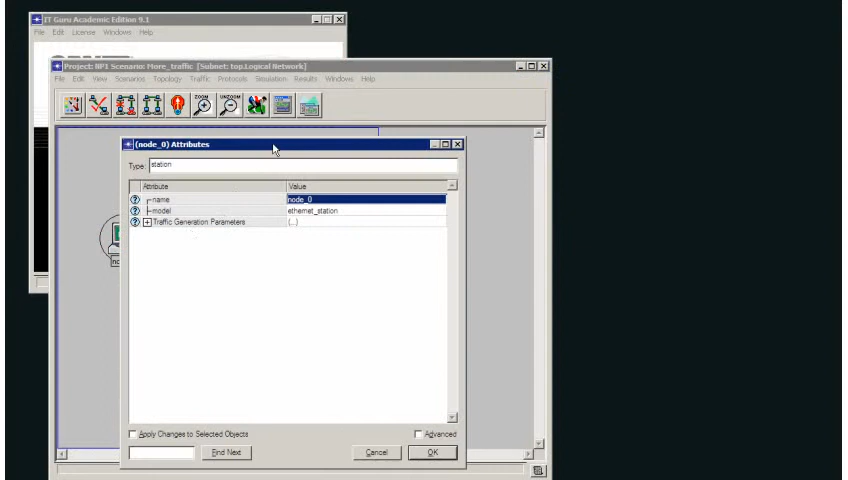 IT Guru Academic Edition 9.1
File Edit License Windows Help
Project: NP1 Scenario: More_traffic [Subnet: top.Logical Network]
File Edit View Scenarios Topology Traffic Protocols Simulation Results Windows Help
ZOOM UNZOOM
(node_0) Attributes
Type: station
Attribute Value
name node_0
model ethernet_station
Traffic Generation Parameters (...)
Apply Changes to Selected Objects Advanced
Find Next Cancel OK